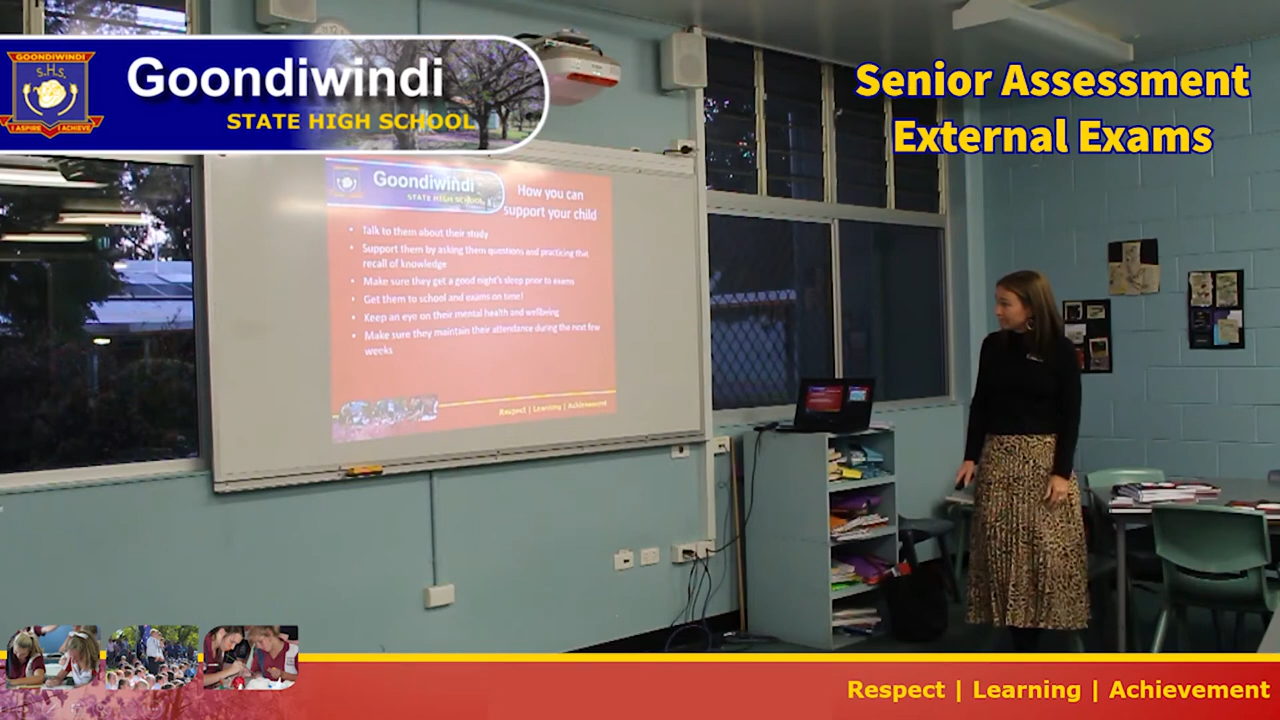 GOONDIWINDI
S.H.S.
I ASPIRE I ACHIEVE
Goondiwindi
STATE HIGH SCHOOL
Senior Assessment
External Exams
Goondiwindi
STATE HIGH SCHOOL
How you can
support your child
• Talk to them about their study
• Support them by asking them questions and practicing that
recall of knowledge
• Make sure they get a good night's sleep prior to exams
• Get them to school and exams on time!
• Keep an eye on their mental health and wellbeing
• Make sure they maintain their attendance during the next few
weeks
Respect | Learning | Achievement
Respect | Learning | Achievement